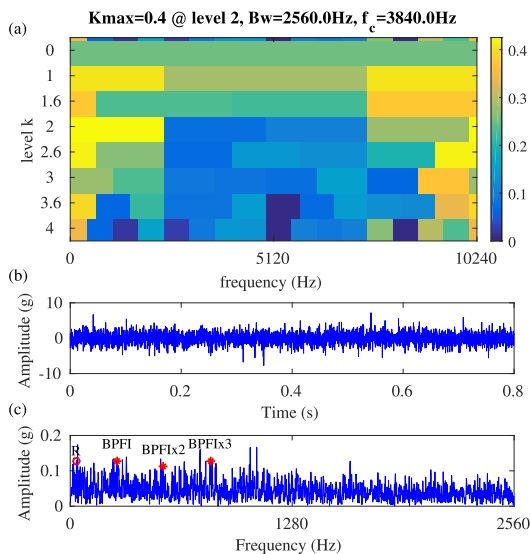 Kmax=0.4 @ level 2, Bw=2560.0Hz, f_c=3840.0Hz
(a)
level k
0
1
1.6
2
2.6
3
3.6
4
0 5120 10240
frequency (Hz)
0.4
0.3
0.2
0.1
0
(b)
Amplitude (g)
10
0
-10
0 0.2 0.4 0.6 0.8
Time (s)
(c)
Amplitude (g)
0.2
0.1
0
R BPFI BPFIx2 BPFIx3
0 1280 2560
Frequency (Hz)